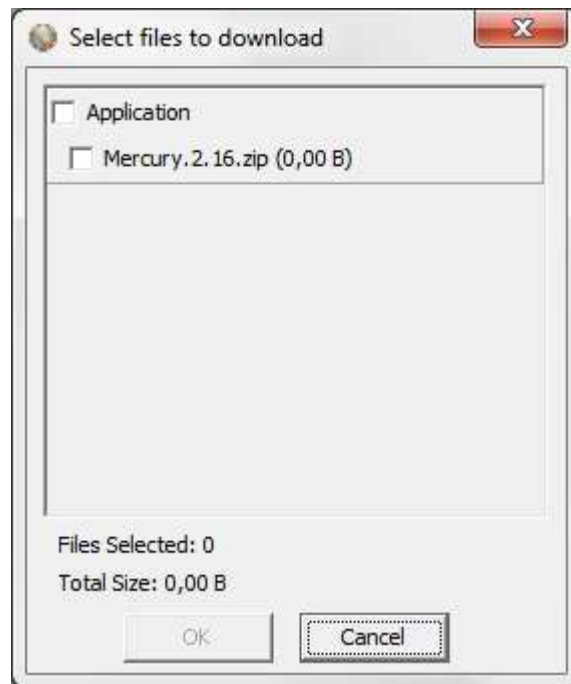 Select files to download
Application
Mercury.2.16.zip (0,00 B)
Files Selected: 0
Total Size: 0,00 B
OK
Cancel